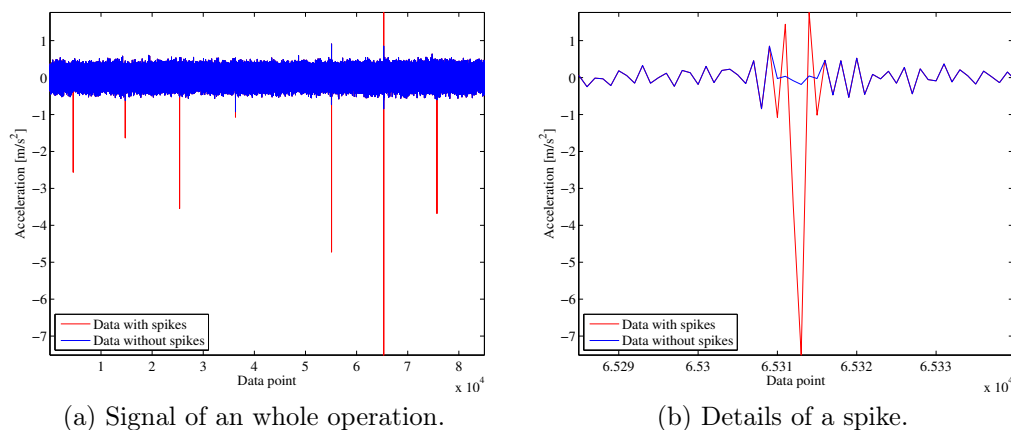 1
0
−1
−2
−3
−4
−5
−6
−7
Acceleration [m/s²]
Data with spikes
Data without spikes
1 2 3 4 5 6 7 8
Data point
x 10⁴
(a) Signal of an whole operation.
1
0
−1
−2
−3
−4
−5
−6
−7
Acceleration [m/s²]
Data with spikes
Data without spikes
6.529 6.53 6.531 6.532 6.533
Data point
x 10⁴
(b) Details of a spike.